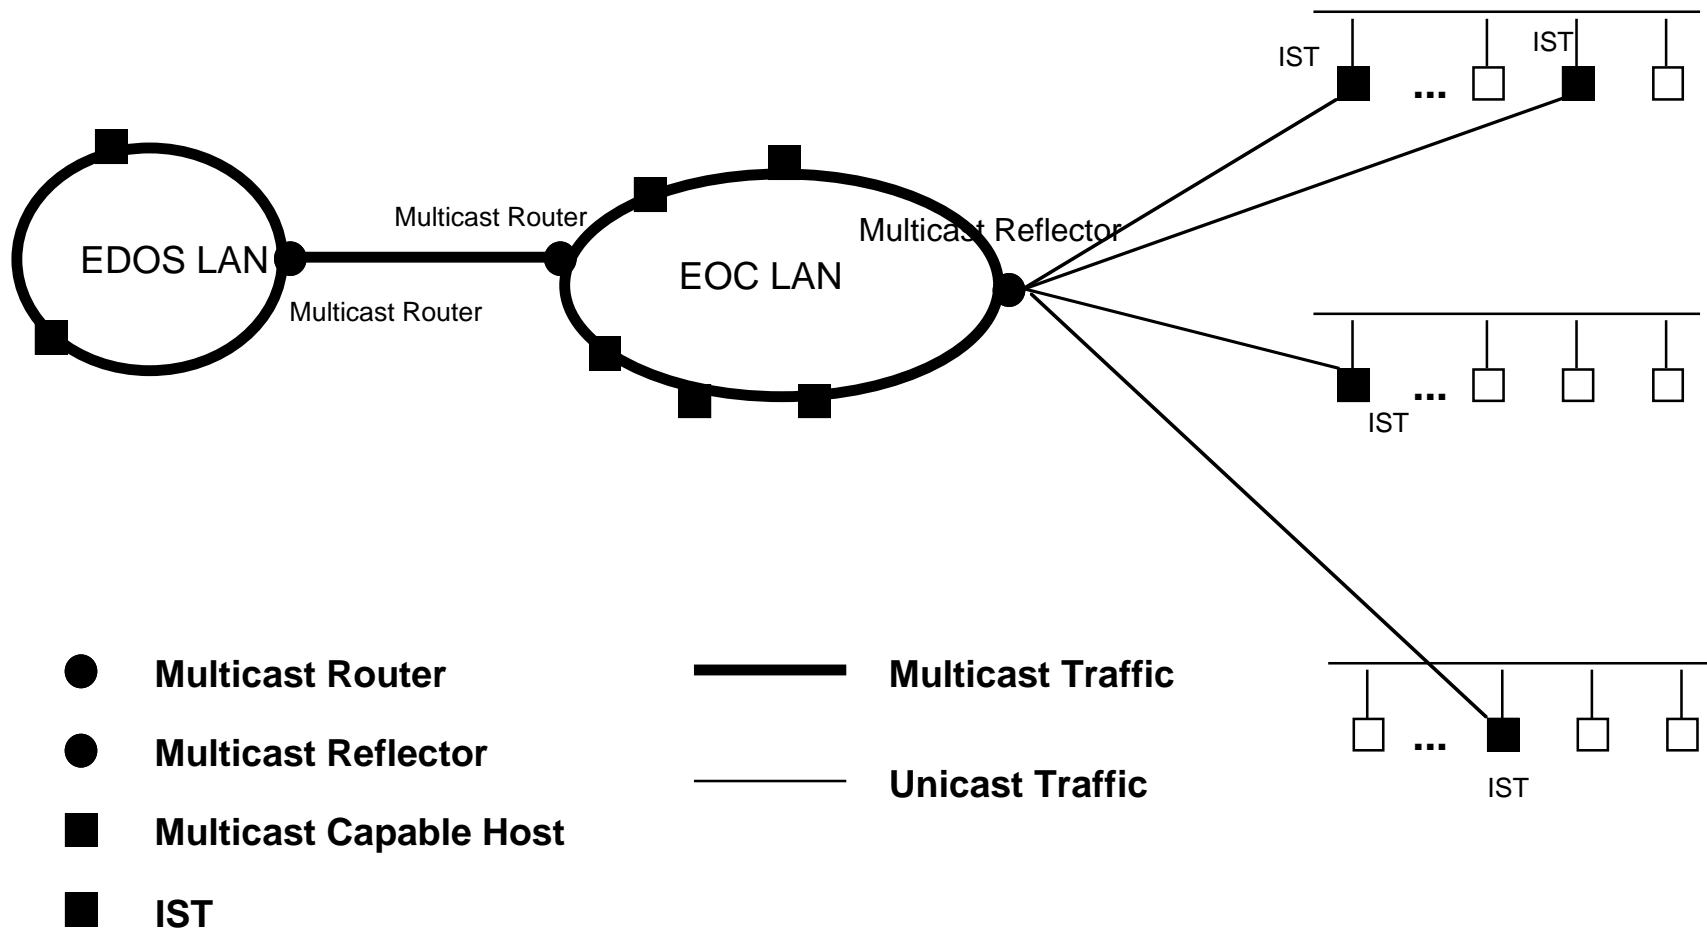 IST
IST
...
Multicast Router
Multicast Reflector
EDOS LAN
EOC LAN
Multicast Router
...
IST
Multicast Router
Multicast Traffic
Multicast Reflector
...
Unicast Traffic
IST
Multicast Capable Host
IST